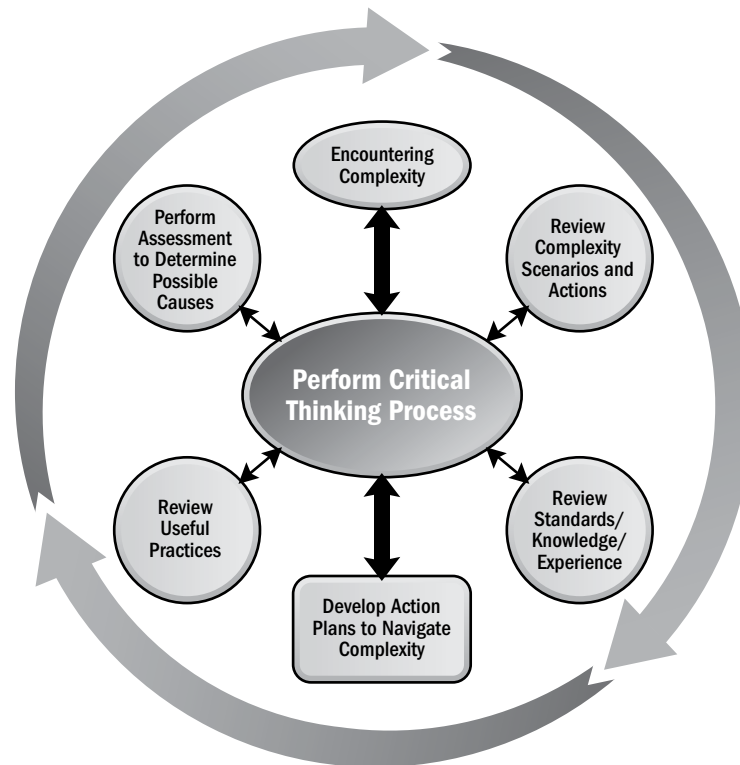 Encountering
Complexity
Perform
Assessment
to Determine
Possible
Causes
Review
Complexity
Scenarios and
Actions
Perform Critical
Thinking Process
Review
Useful
Practices
Review
Standards/
Knowledge/
Experience
Develop Action
Plans to Navigate
Complexity